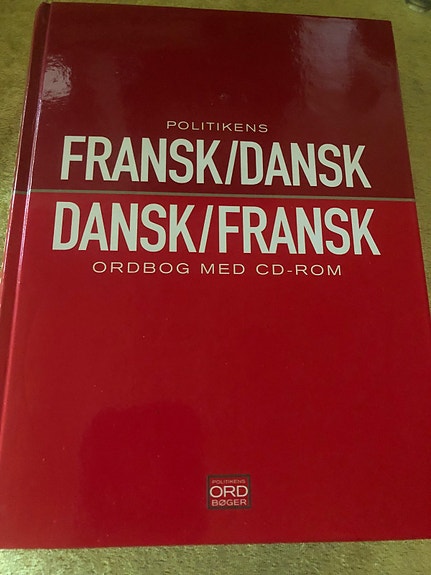 POLITIKENS
FRANSK/DANSK
DANSK/FRANSK
ORDBOG MED CD-ROM
POLITIKENS
ORD
BØGER